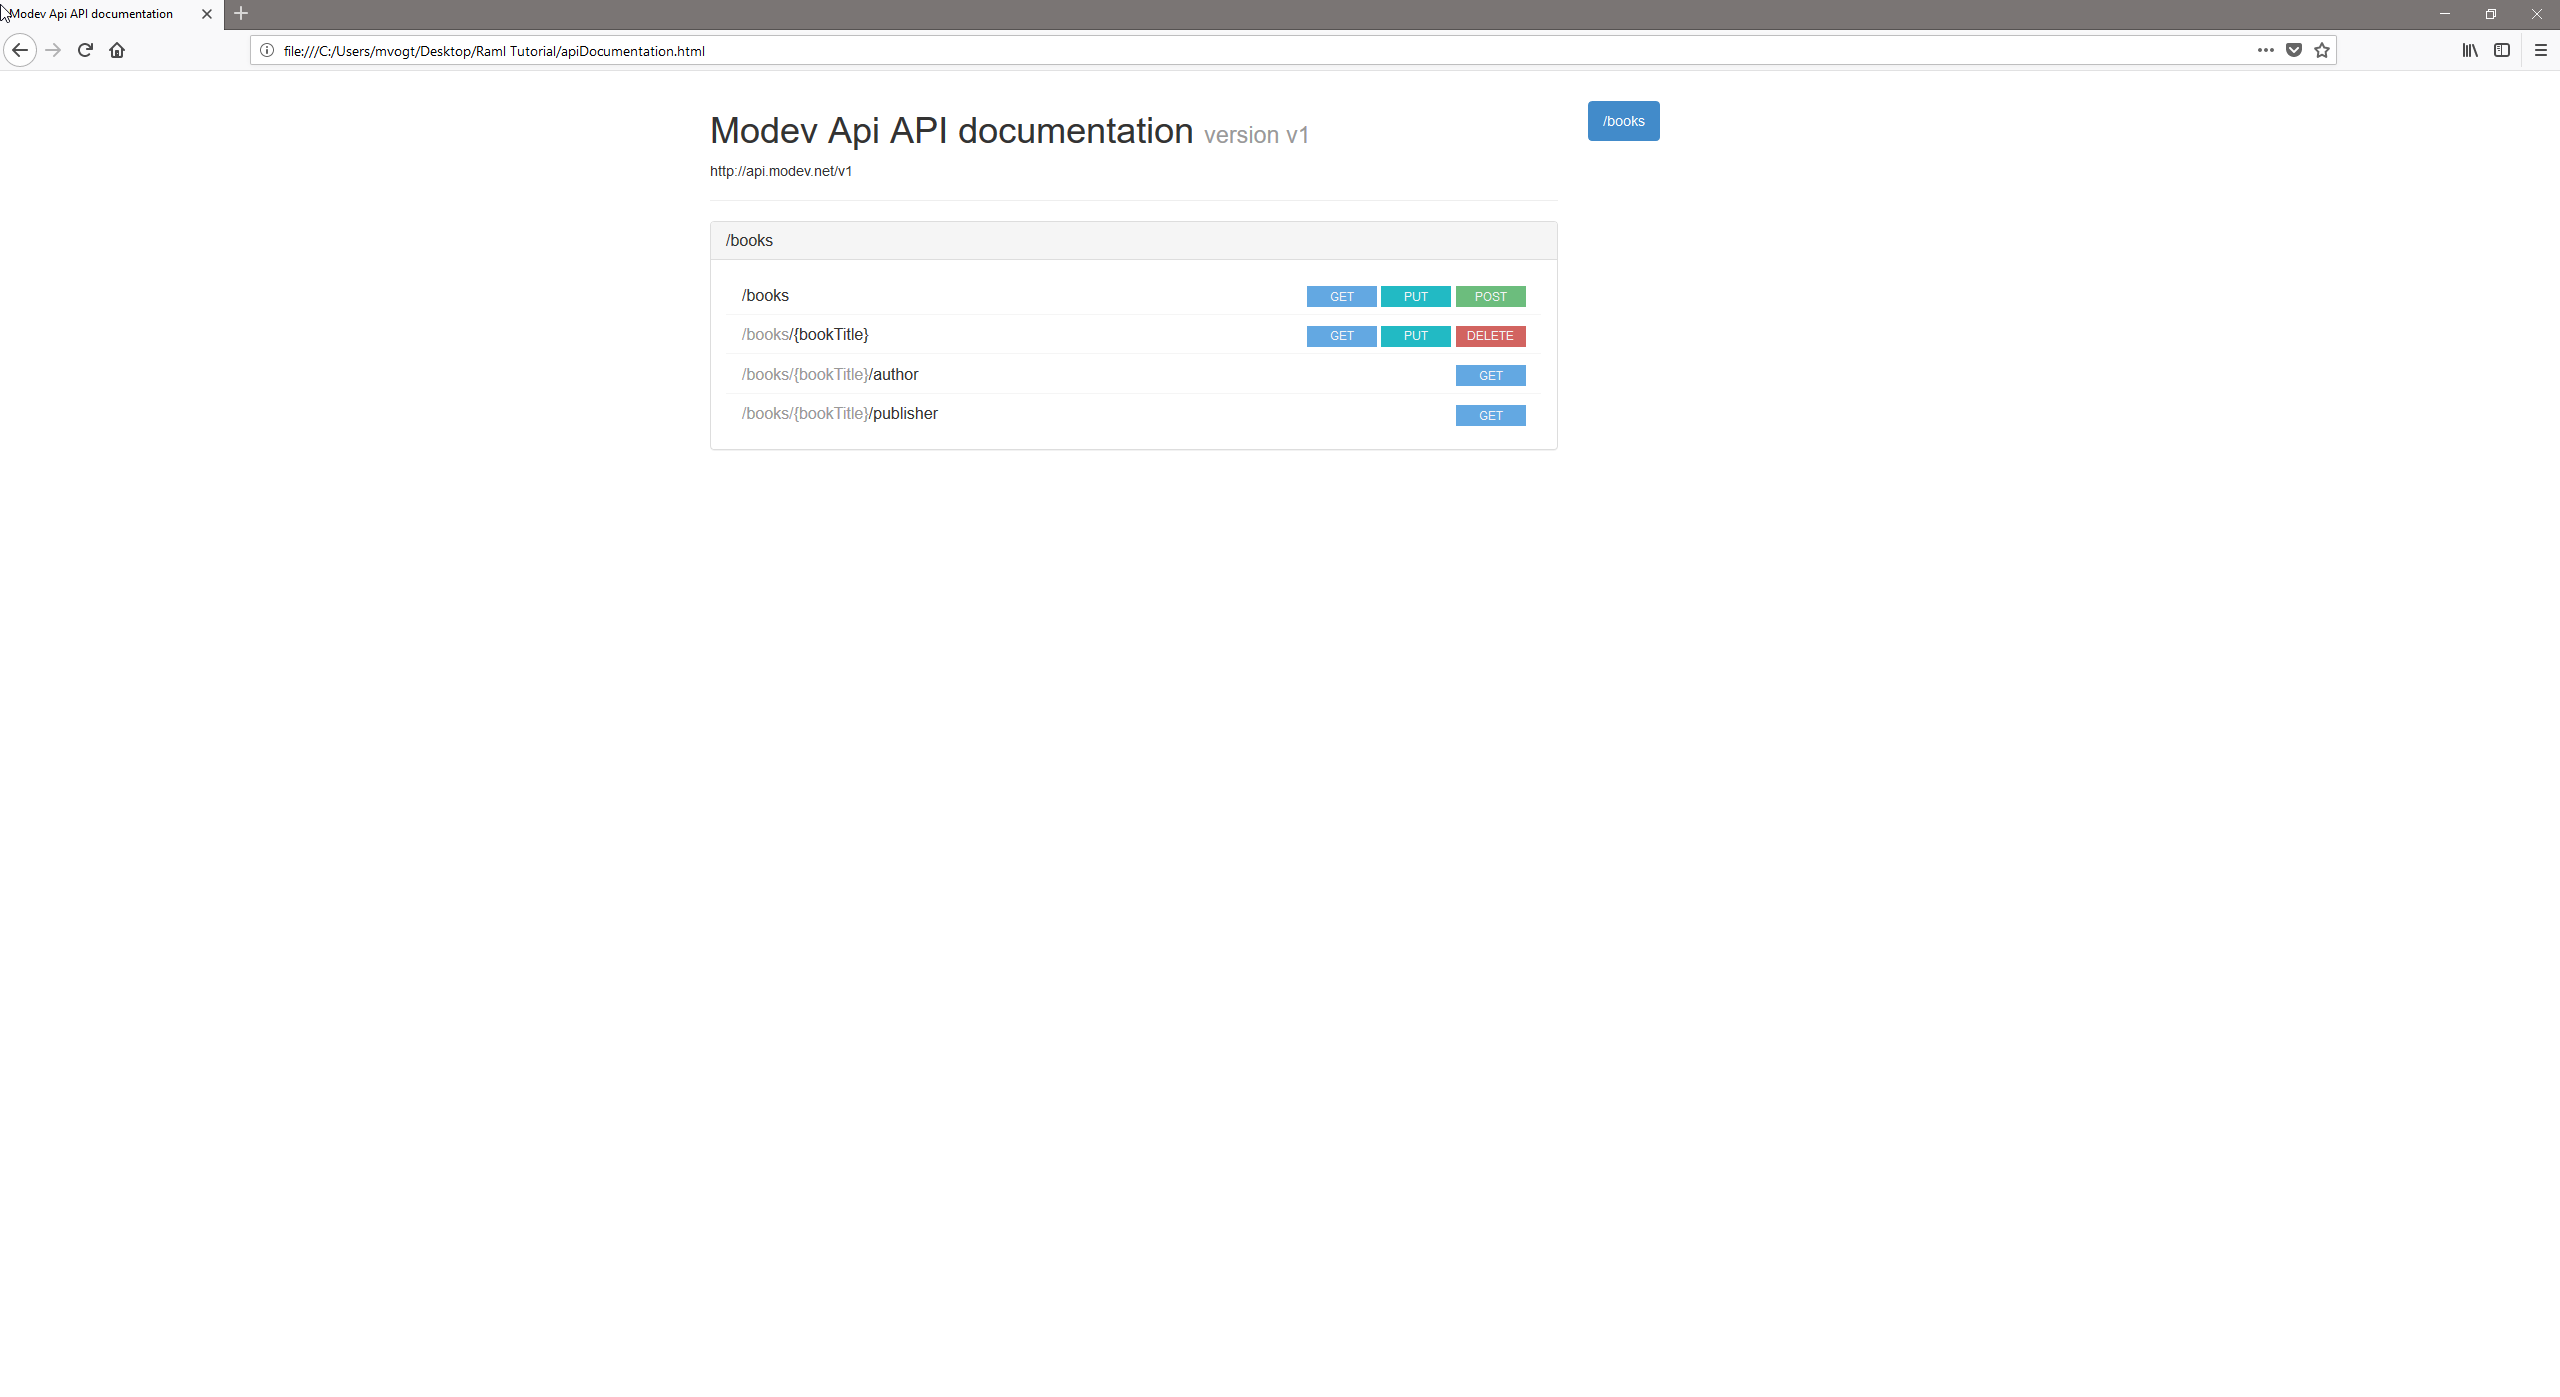 Modev Api API documentation
file:///C:/Users/mvogt/Desktop/Raml Tutorial/apiDocumentation.html
Modev Api API documentation version v1
/books
http://api.modev.net/v1
/books
/books GET PUT POST
/books/{bookTitle} GET PUT DELETE
/books/{bookTitle}/author GET
/books/{bookTitle}/publisher GET